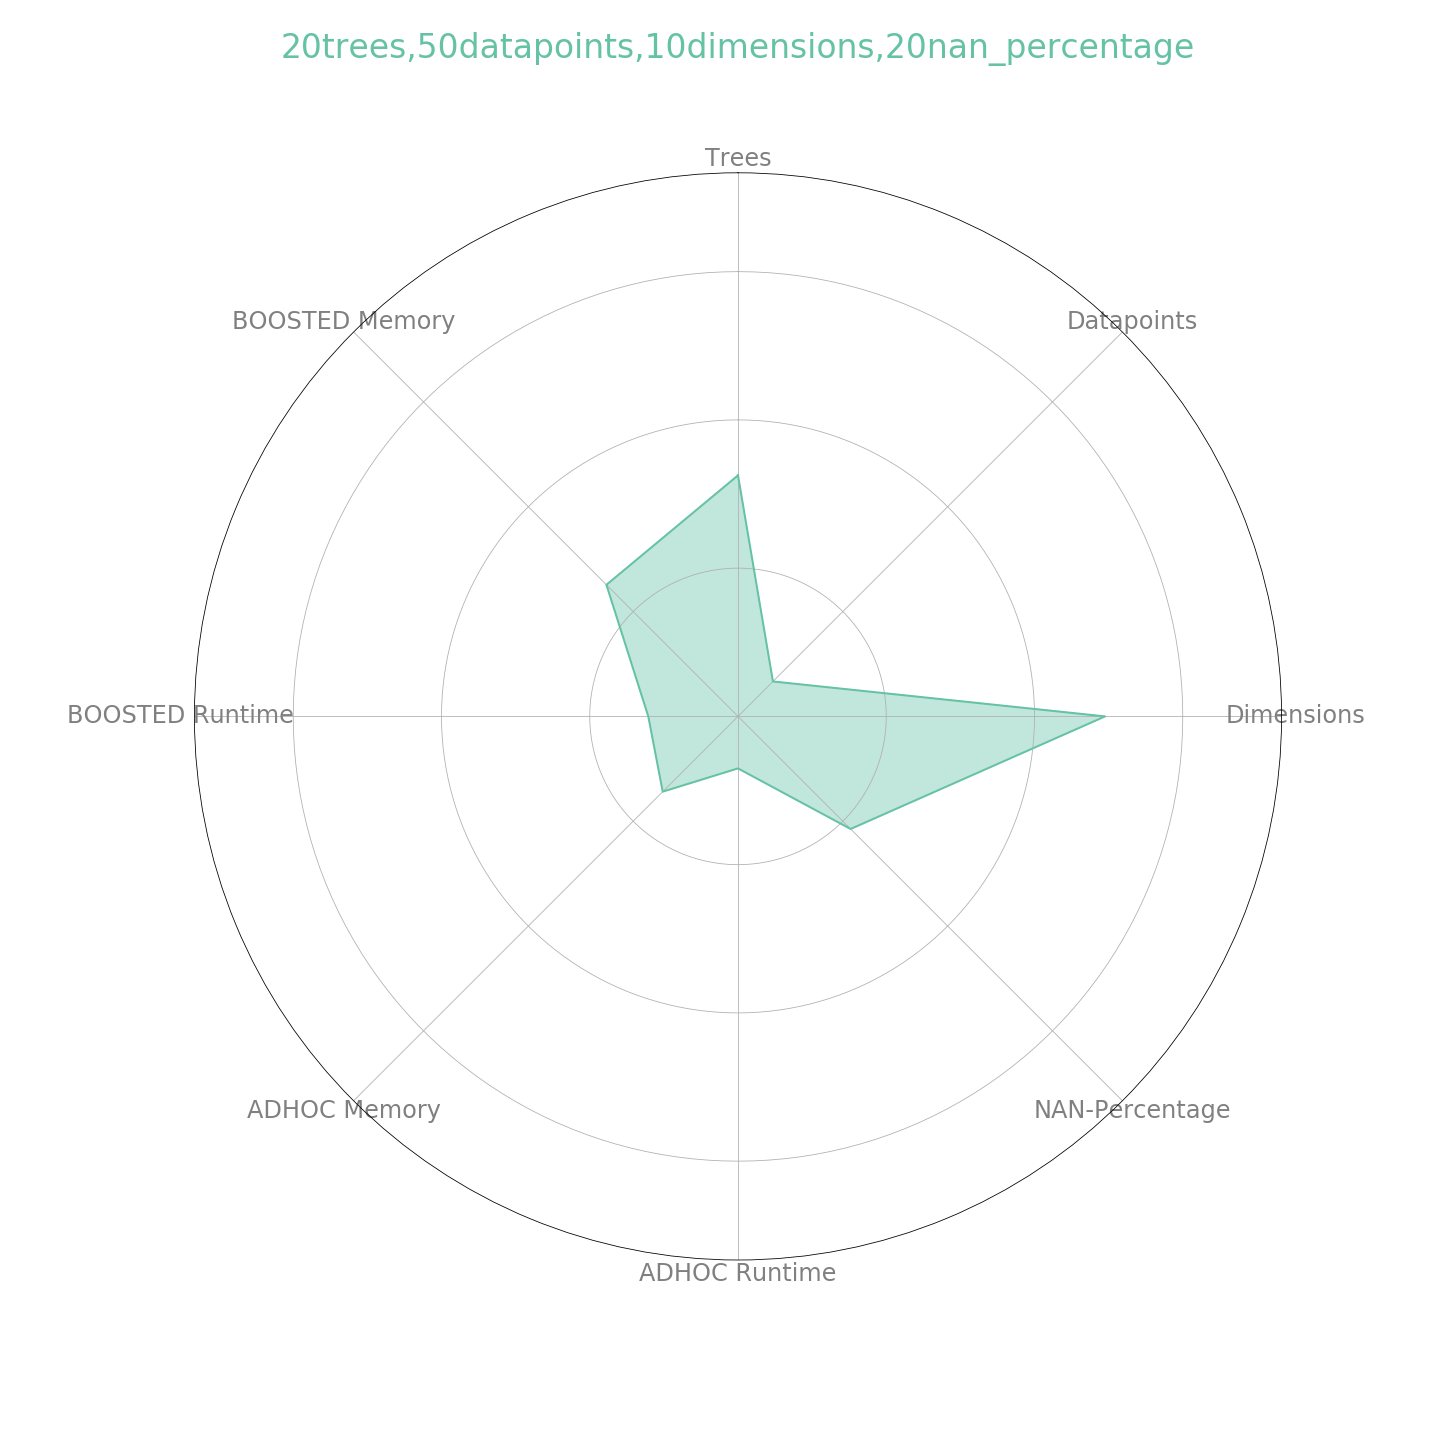 20trees,50datapoints,10dimensions,20nan_percentage
Trees
BOOSTED Memory
Datapoints
BOOSTED Runtime
Dimensions
ADHOC Memory
NAN-Percentage
ADHOC Runtime